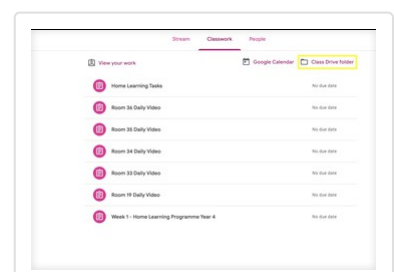 Stream Classwork People
View your work Google Calendar Class Drive folder
Home Learning Tasks No due date
Room 36 Daily Video No due date
Room 35 Daily Video No due date
Room 34 Daily Video No due date
Room 33 Daily Video No due date
Room 19 Daily Video No due date
Week 1 - Home Learning Programme Year 4 No due date